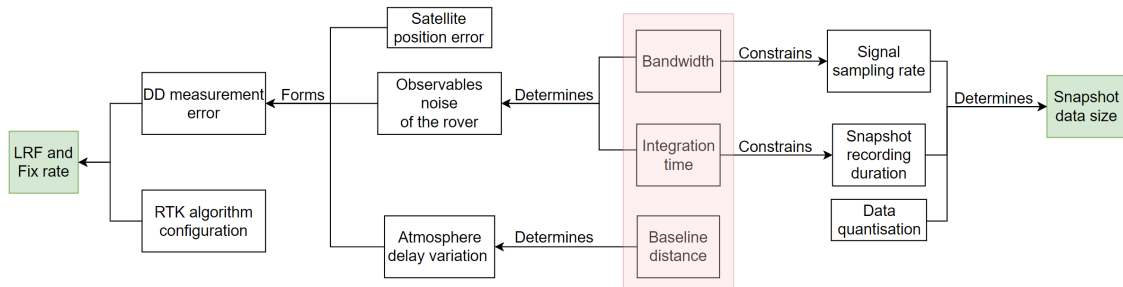 Satellite
position error
Bandwidth
Constrains
Signal
sampling rate
DD measurement
error
Forms
Observables
noise
of the rover
Determines
Determines
Snapshot
data size
LRF and
Fix rate
Integration
time
Constrains
Snapshot
recording
duration
RTK algorithm
configuration
Atmosphere
delay variation
Determines
Baseline
distance
Data
quantisation